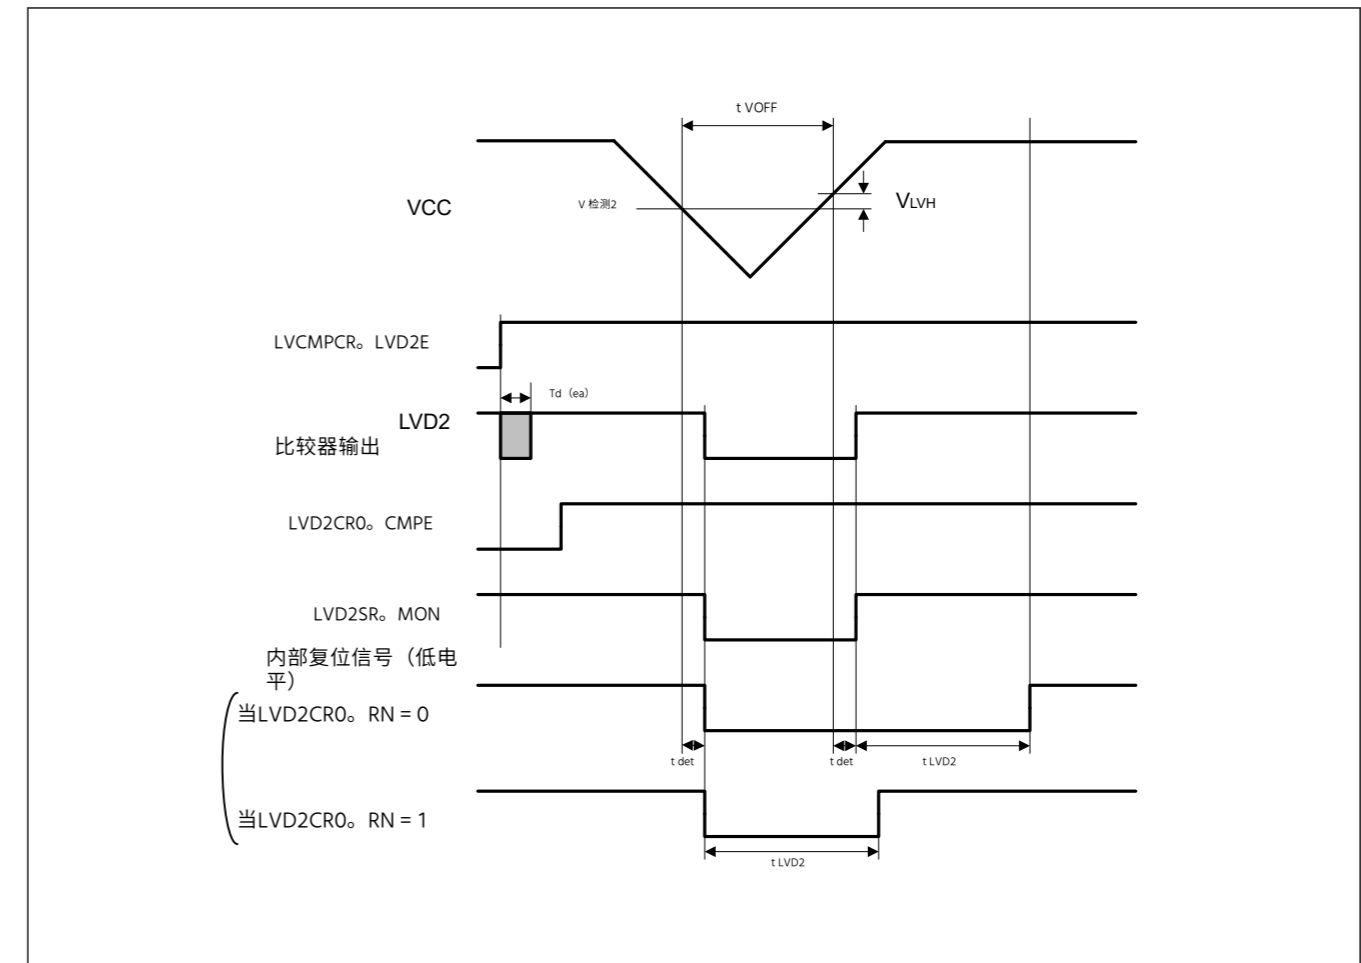 t VOFF
VCC
V 检测2
VLVH
LVCMPCR。LVD2E
Td（ea）
LVD2
比较器输出
LVD2CR0。CMPE
LVD2SR。MON
内部复位信号（低电
平）
当LVD2CR0。RN = 0
t det
t det
t LVD2
当LVD2CR0。RN = 1
t LVD2